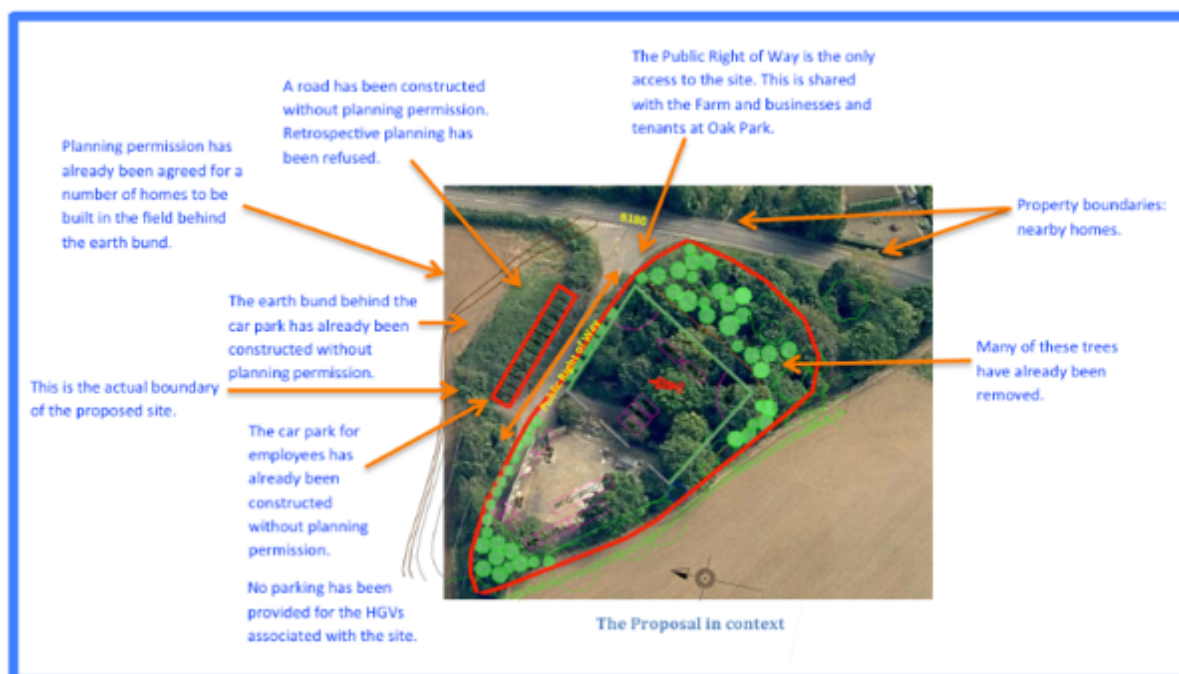 The Public Right of Way is the only
access to the site. This is shared
with the Farm and businesses and
tenants at Oak Park.
A road has been constructed
without planning permission.
Retrospective planning has
been refused.
Planning permission has
already been agreed for a
number of homes to be
built in the field behind
the earth bund.
Property boundaries:
nearby homes.
The earth bund behind the
car park has already been
constructed without
planning permission.
This is the actual boundary
of the proposed site.
Many of these trees
have already been
removed.
The car park for
employees has
already been
constructed
without planning
permission.
No parking has been
provided for the HGVs
associated with the site.
B180
Public Right of Way
The Proposal in context